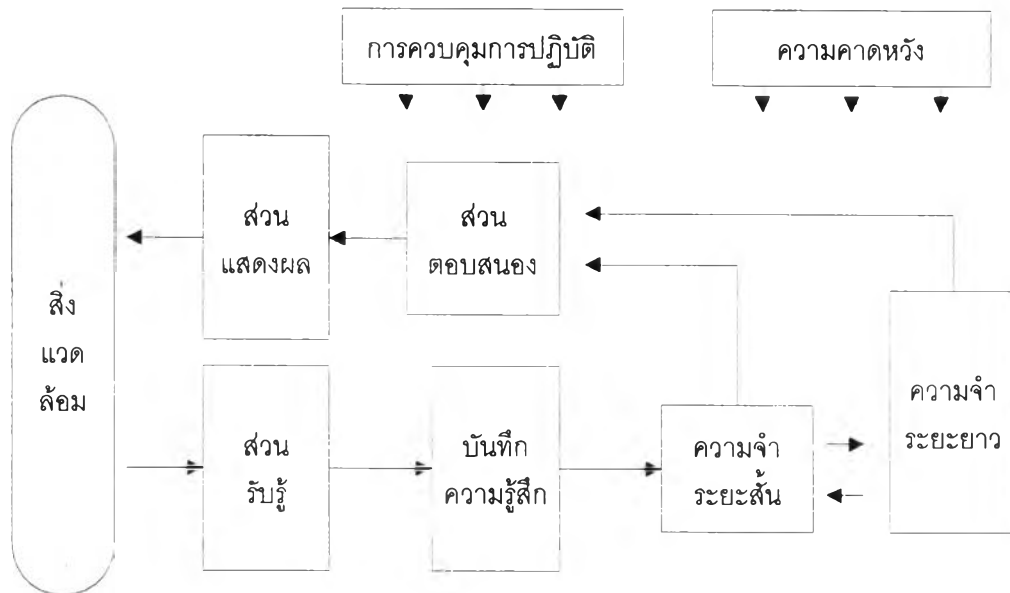 การควบคุมการปฏิบัติ
ความคาดหวัง
ส่วน
แสดงผล
ส่วน
ตอบสนอง
สิ่ง
แวด
ล้อม
ส่วน
รับรู้
บันทึก
ความรู้สึก
ความจำ
ระยะสั้น
ความจำ
ระยะยาว